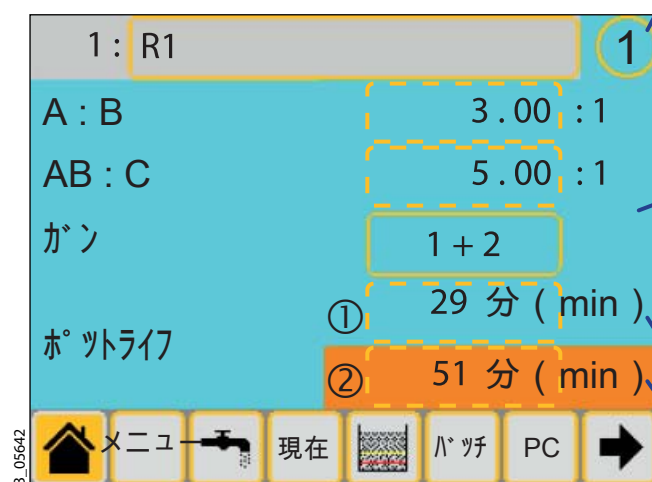 1 : R1 1
A : B 3.00 : 1
AB : C 5.00 : 1
ガン 1 + 2
① 29 分 ( min )
ポットライフ
② 51 分 ( min )
メニュー 現在 バッチ PC
B_05642